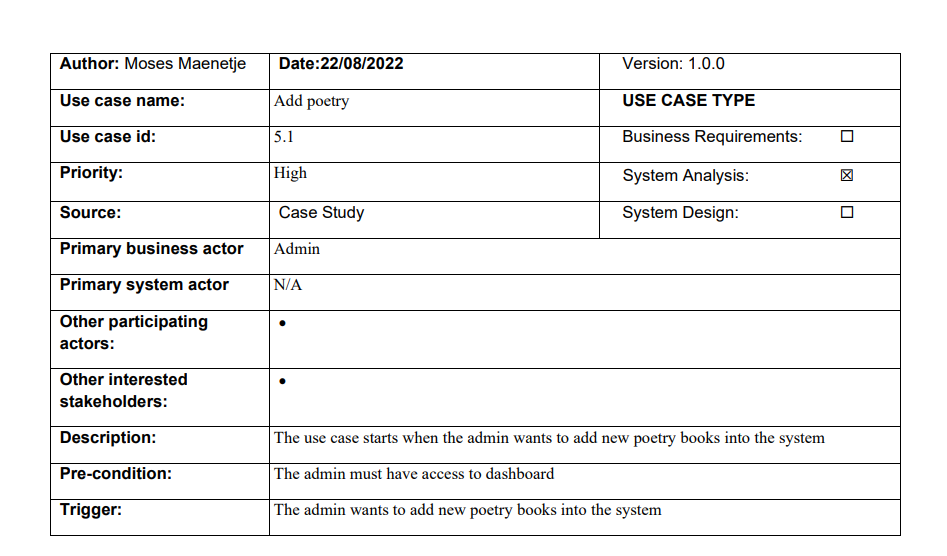 Author: Moses Maenetje Date:22/08/2022 Version: 1.0.0
Use case name: Add poetry USE CASE TYPE
Use case id: 5.1 Business Requirements: ☐
Priority: High System Analysis: ☒
Source: Case Study System Design: ☐
Primary business actor Admin
Primary system actor N/A
Other participating •
actors:
Other interested •
stakeholders:
Description: The use case starts when the admin wants to add new poetry books into the system
Pre-condition: The admin must have access to dashboard
Trigger: The admin wants to add new poetry books into the system